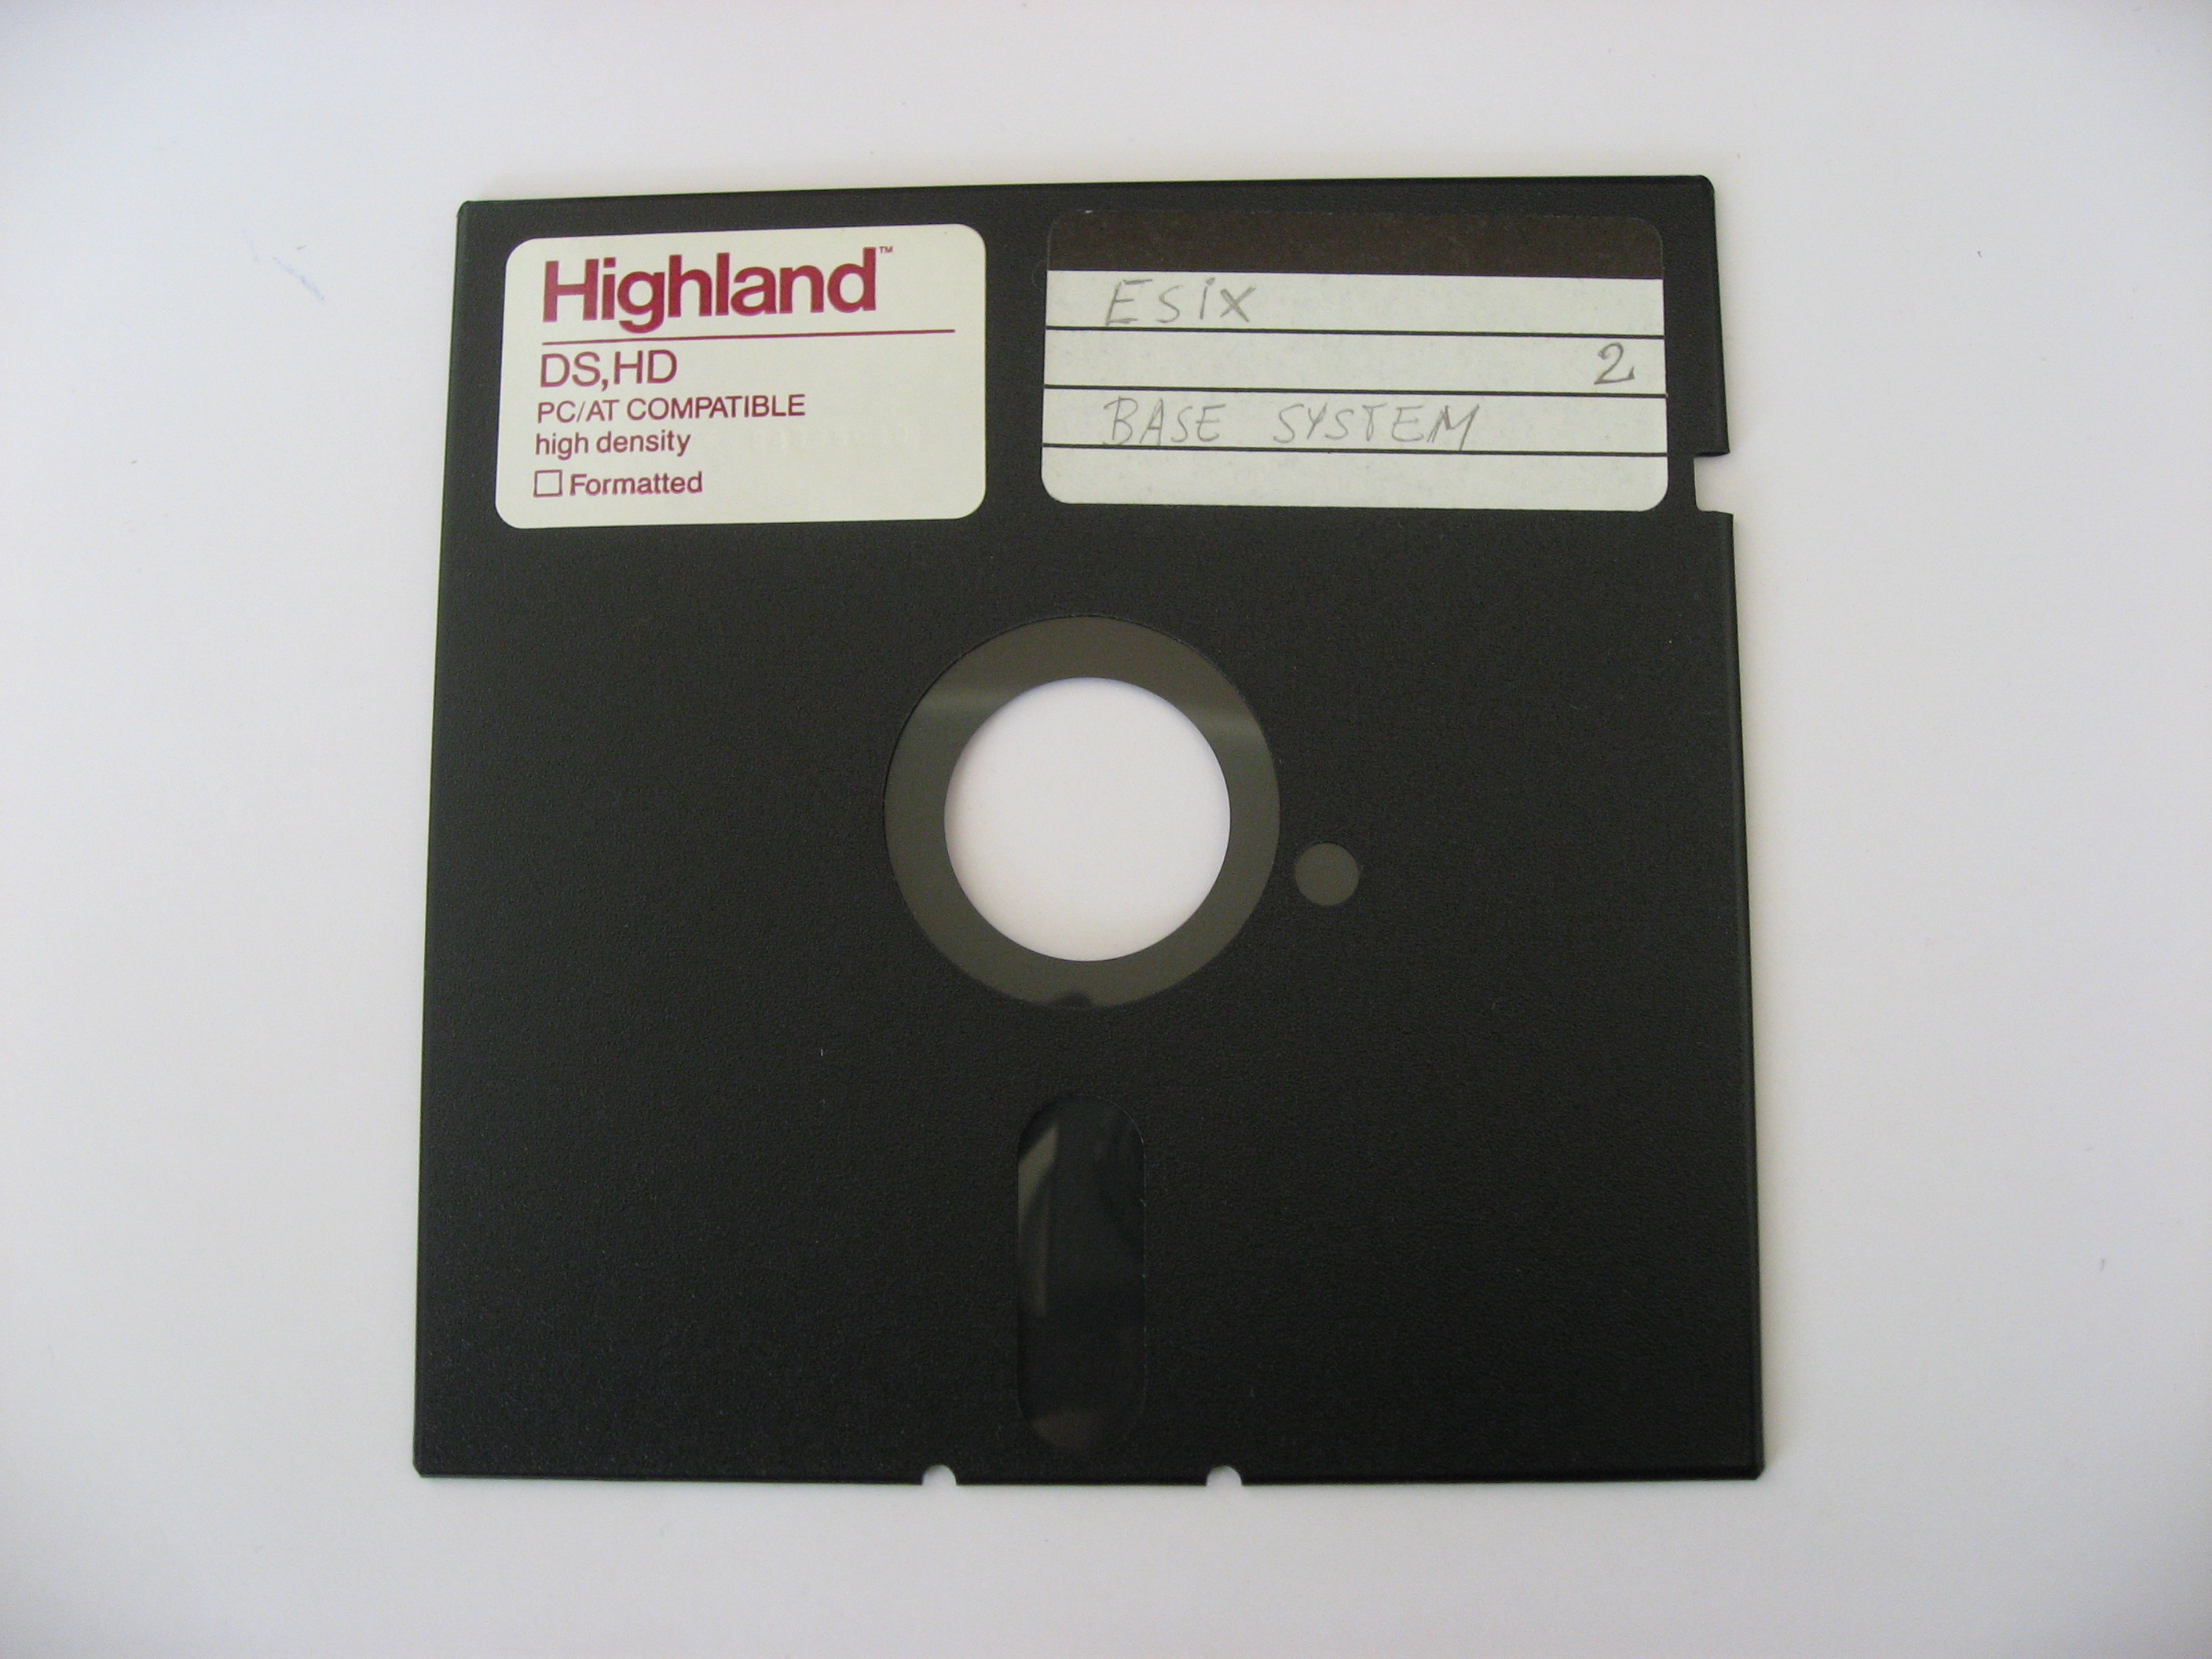 Highland™
DS,HD
PC/AT COMPATIBLE
high density
Formatted
ESix
2
BASE SYSTEM